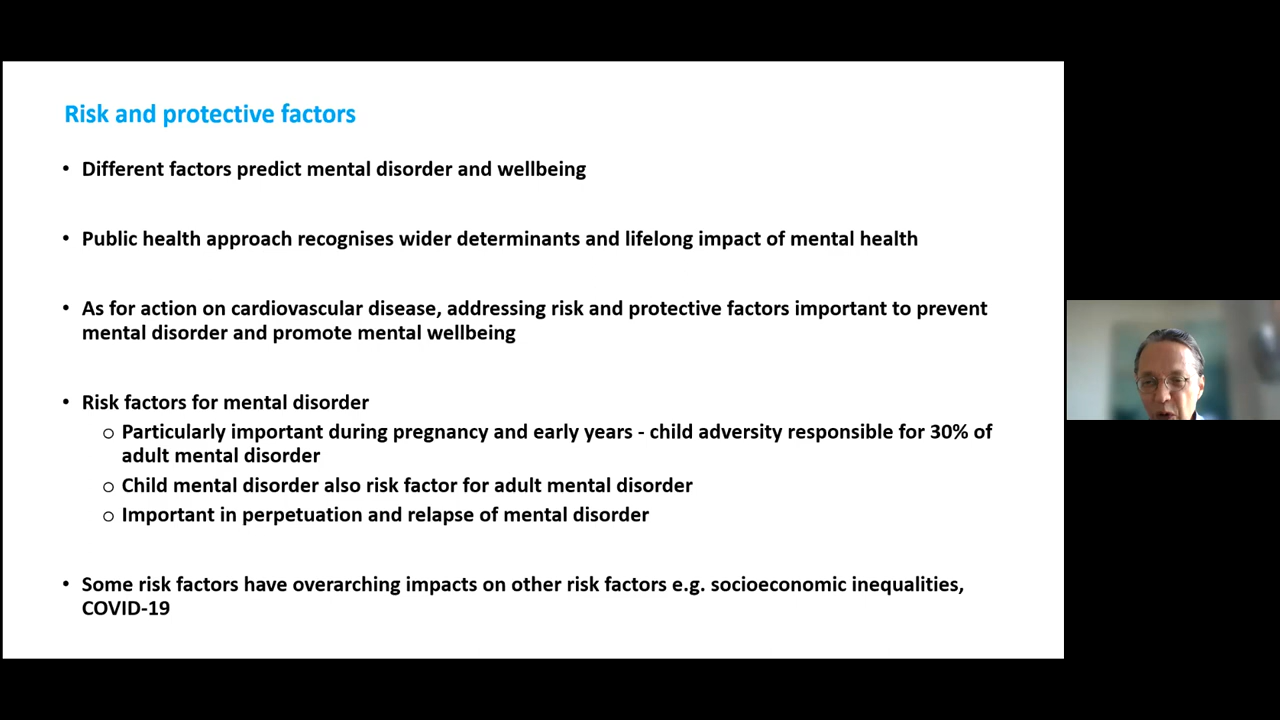 Risk and protective factors
• Different factors predict mental disorder and wellbeing
• Public health approach recognises wider determinants and lifelong impact of mental health
• As for action on cardiovascular disease, addressing risk and protective factors important to prevent
mental disorder and promote mental wellbeing
• Risk factors for mental disorder
o Particularly important during pregnancy and early years - child adversity responsible for 30% of
adult mental disorder
o Child mental disorder also risk factor for adult mental disorder
o Important in perpetuation and relapse of mental disorder
• Some risk factors have overarching impacts on other risk factors e.g. socioeconomic inequalities,
COVID-19